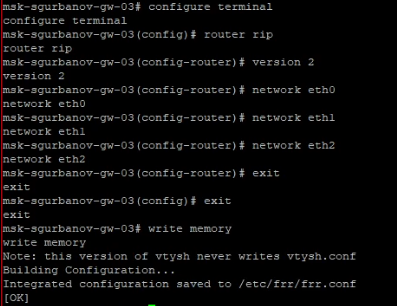 msk-sgurbanov-gw-03# configure terminal
configure terminal
msk-sgurbanov-gw-03(config)# router rip
router rip
msk-sgurbanov-gw-03(config-router)# version 2
version 2
msk-sgurbanov-gw-03(config-router)# network eth0
network eth0
msk-sgurbanov-gw-03(config-router)# network eth1
network eth1
msk-sgurbanov-gw-03(config-router)# network eth2
network eth2
msk-sgurbanov-gw-03(config-router)# exit
exit
msk-sgurbanov-gw-03(config)# exit
exit
msk-sgurbanov-gw-03# write memory
write memory
Note: this version of vtysh never writes vtysh.conf
Building Configuration...
Integrated configuration saved to /etc/frr/frr.conf
[OK]